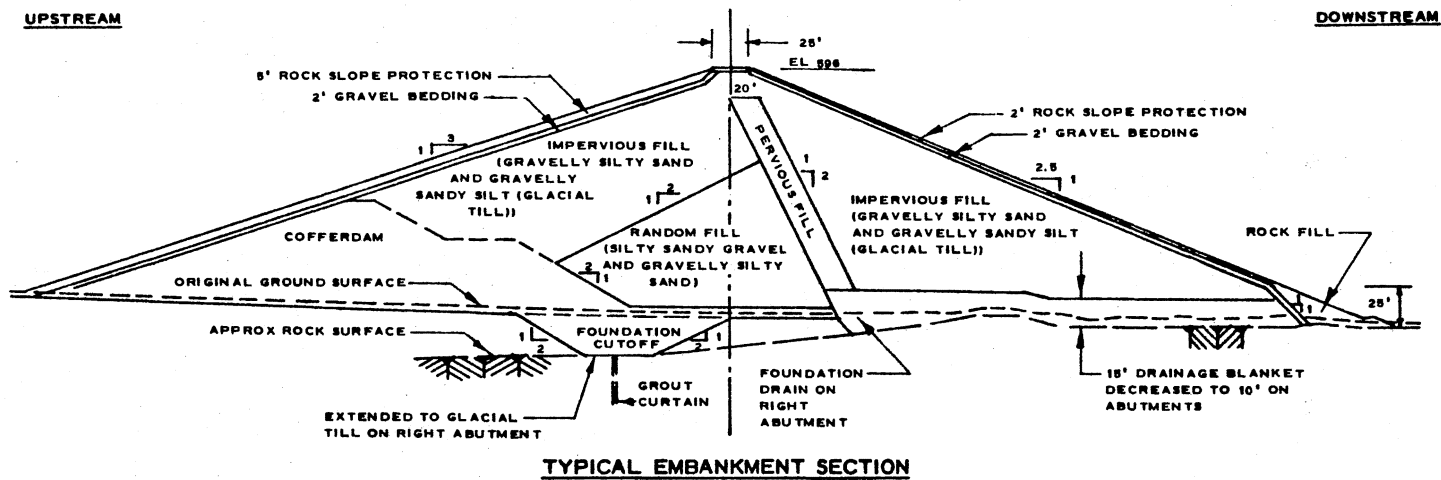 UPSTREAM
DOWNSTREAM
25'
EL 596
5' ROCK SLOPE PROTECTION
2' GRAVEL BEDDING
20'
2' ROCK SLOPE PROTECTION
2' GRAVEL BEDDING
3
1
IMPERVIOUS FILL
(GRAVELLY SILTY SAND
AND GRAVELLY
SANDY SILT (GLACIAL
TILL))
PERVIOUS FILL
1
2
2.5
1
2
1
IMPERVIOUS FILL
(GRAVELLY SILTY SAND
AND GRAVELLY SANDY SILT
(GLACIAL TILL))
COFFERDAM
RANDOM FILL
(SILTY SANDY GRAVEL
AND GRAVELLY SILTY
SAND)
ROCK FILL
2
1
ORIGINAL GROUND SURFACE
25'
1
1
APPROX ROCK SURFACE
1
2
FOUNDATION
CUTOFF
1
2
GROUT
CURTAIN
FOUNDATION
DRAIN ON
RIGHT
ABUTMENT
15' DRAINAGE BLANKET
DECREASED TO 10' ON
ABUTMENTS
EXTENDED TO GLACIAL
TILL ON RIGHT ABUTMENT
TYPICAL EMBANKMENT SECTION